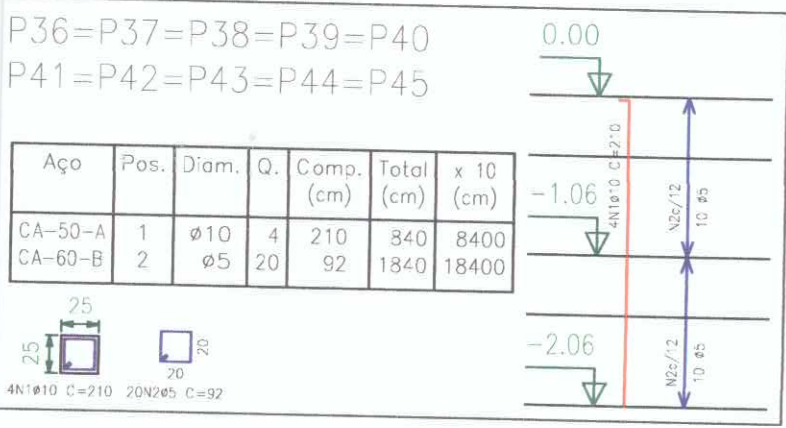 P36=P37=P38=P39=P40
P41=P42=P43=P44=P45
Aço Pos. Diam. Q. Comp. (cm) Total (cm) x 10 (cm)
CA-50-A 1 ø10 4 210 840 8400
CA-60-B 2 ø5 20 92 1840 18400
25
25
4N1ø10 C=210
20
20
20N2ø5 C=92
0.00
-1.06
-2.06
4N1ø10 C=210
N2c/12
10 ø5
N2c/12
10 ø5